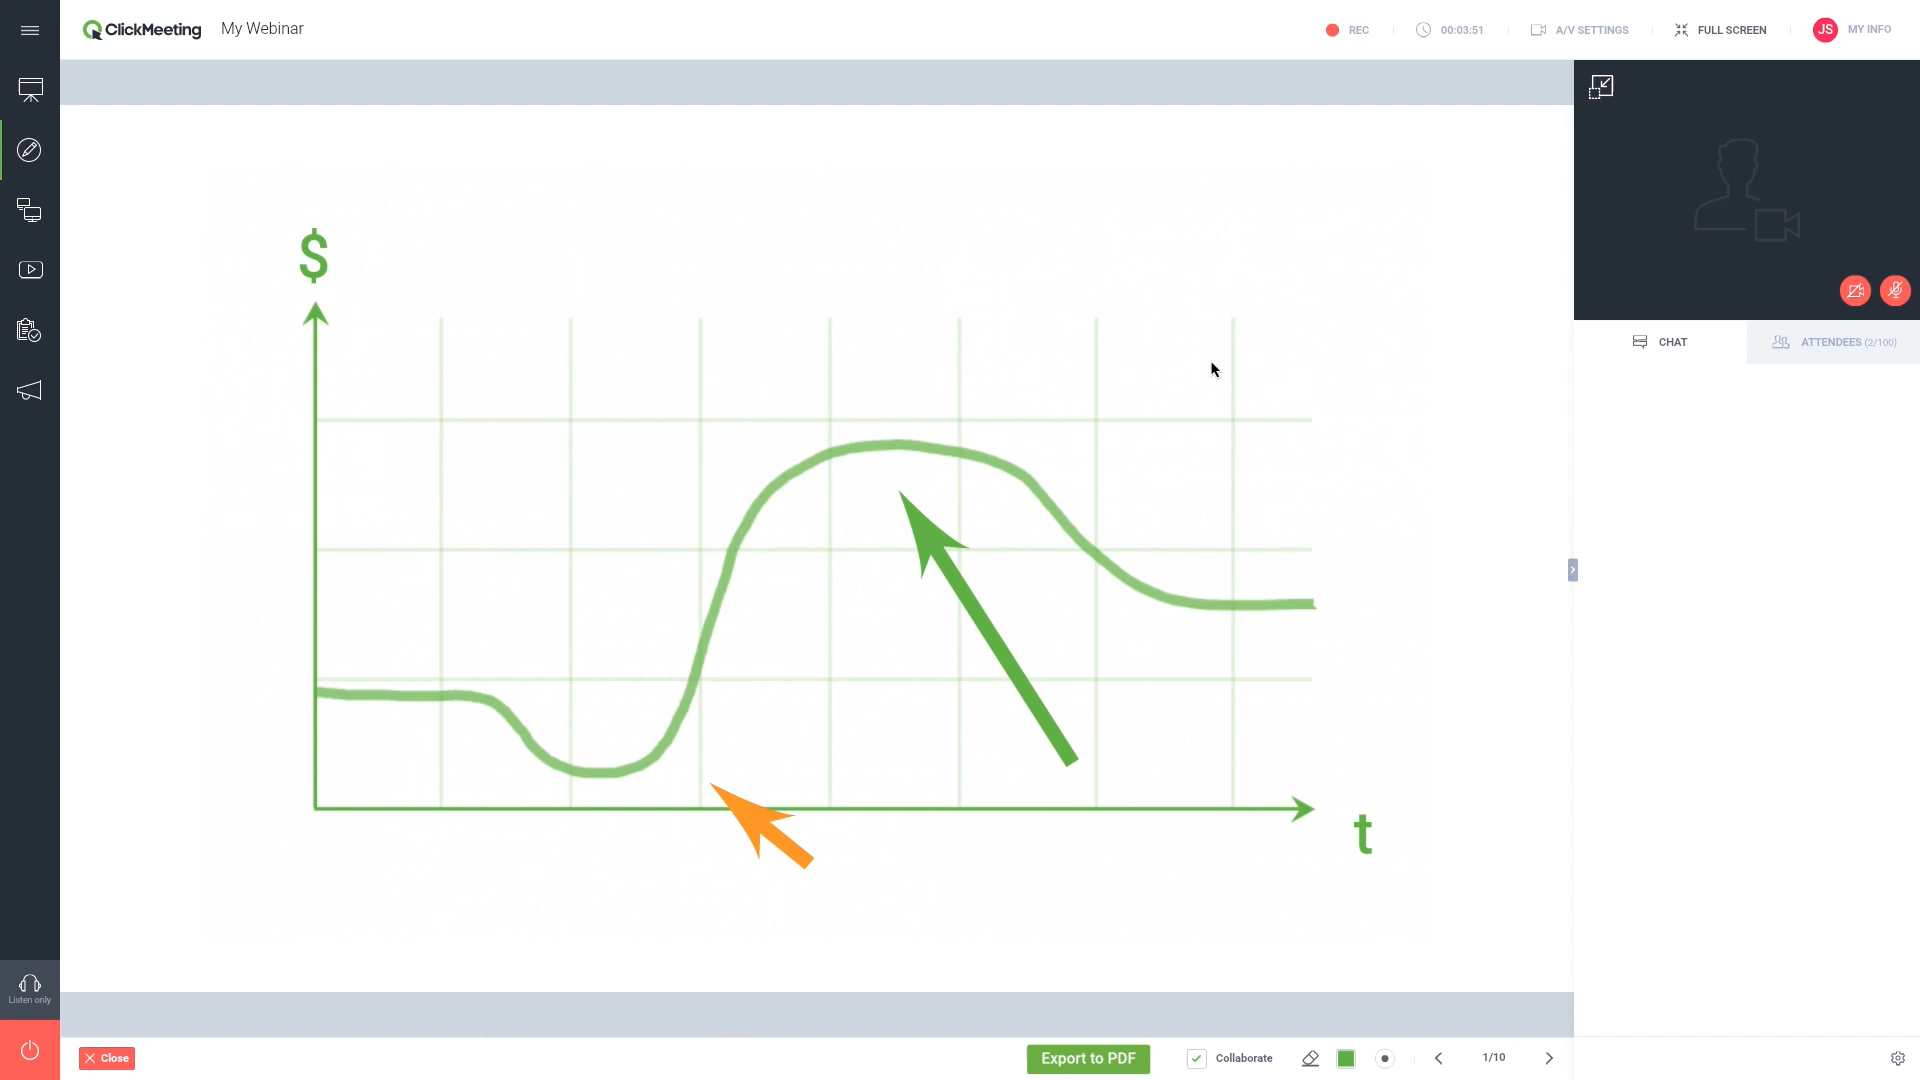 ClickMeeting My Webinar
REC 00:03:51 A/V SETTINGS FULL SCREEN JS MY INFO
CHAT ATTENDEES (2/100)
$
t
Listen only
Close Export to PDF Collaborate 1/10